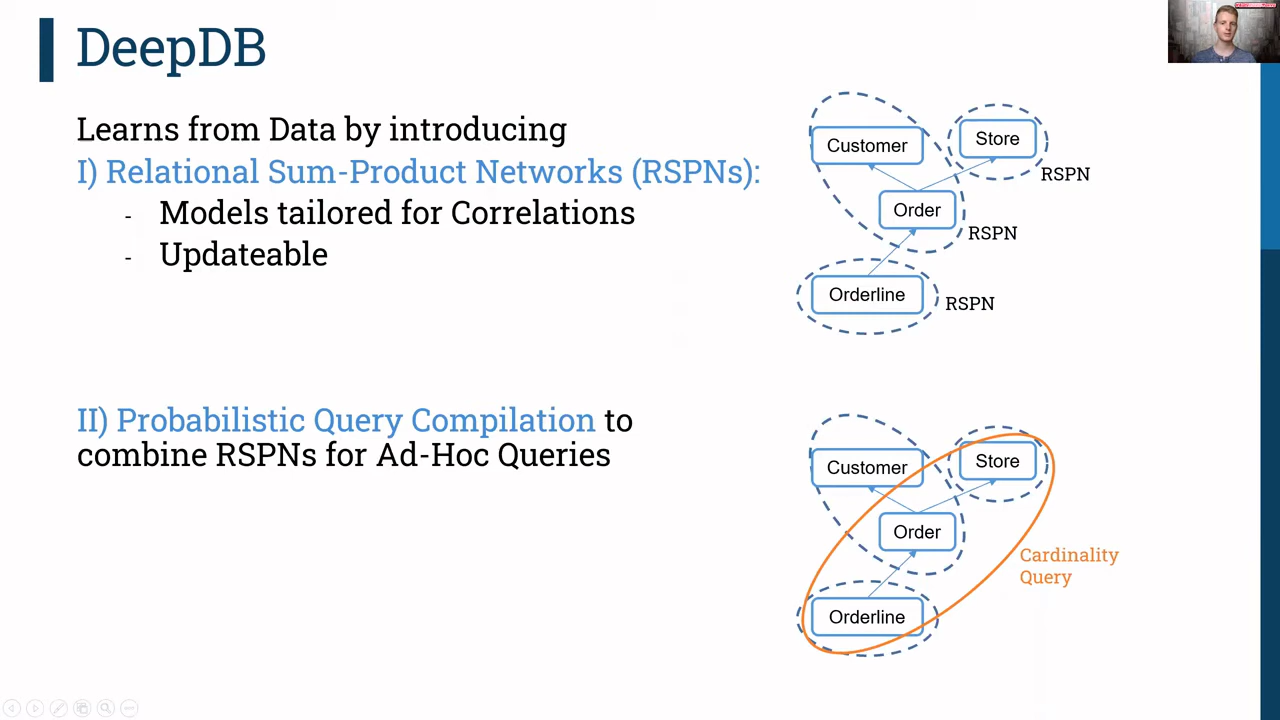 DeepDB
Learns from Data by introducing
I) Relational Sum-Product Networks (RSPNs):
- Models tailored for Correlations
- Updateable
Customer
Store
RSPN
Order
RSPN
Orderline
RSPN
II) Probabilistic Query Compilation to
combine RSPNs for Ad-Hoc Queries
Customer
Store
Order
Cardinality
Query
Orderline